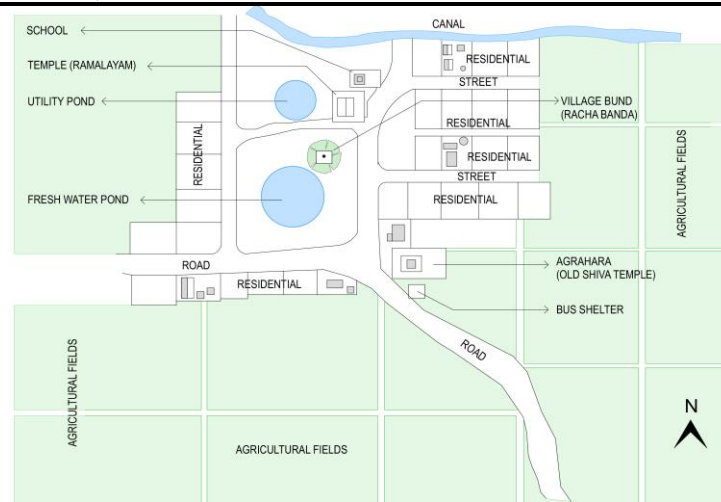 CANAL
SCHOOL
RESIDENTIAL
TEMPLE (RAMALAYAM)
STREET
UTILITY POND
VILLAGE BUND
(RACHA BANDA)
RESIDENTIAL
RESIDENTIAL
RESIDENTIAL
AGRICULTURAL FIELDS
STREET
FRESH WATER POND
RESIDENTIAL
AGRAHARA
(OLD SHIVA TEMPLE)
ROAD
RESIDENTIAL
BUS SHELTER
ROAD
AGRICULTURAL FIELDS
N
AGRICULTURAL FIELDS